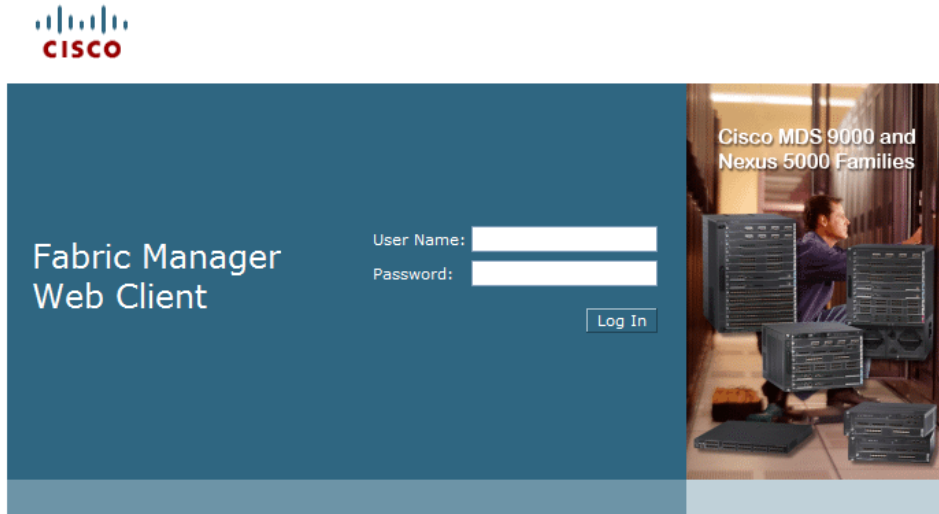 CISCO
Cisco MDS 9000 and
Nexus 5000 Families
Fabric Manager
Web Client
User Name:
Password:
Log In